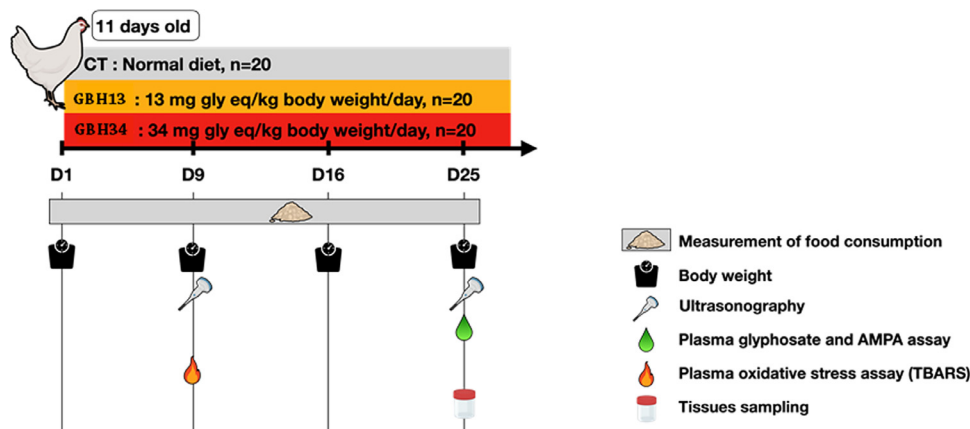 11 days old
CT : Normal diet, n=20
GBH13 : 13 mg gly eq/kg body weight/day, n=20
GBH34 : 34 mg gly eq/kg body weight/day, n=20
D1 D9 D16 D25
Measurement of food consumption
Body weight
Ultrasonography
Plasma glyphosate and AMPA assay
Plasma oxidative stress assay (TBARS)
Tissues sampling